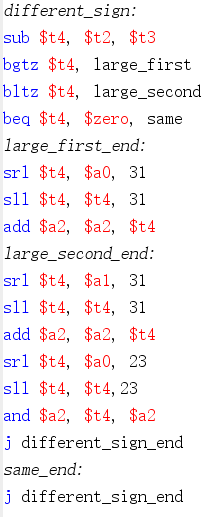 different_sign:
sub $t4, $t2, $t3
bgtz $t4, large_first
bltz $t4, large_second
beq $t4, $zero, same
large_first_end:
srl $t4, $a0, 31
sll $t4, $t4, 31
add $a2, $a2, $t4
large_second_end:
srl $t4, $a1, 31
sll $t4, $t4, 31
add $a2, $a2, $t4
srl $t4, $a0, 23
sll $t4, $t4,23
and $a2, $t4, $a2
j different_sign_end
same_end:
j different_sign_end